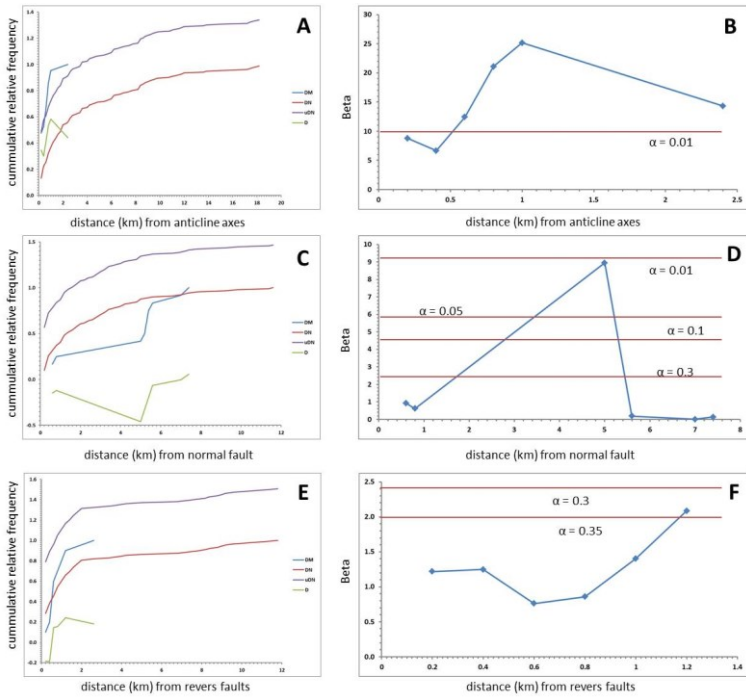 A
cummulative relative frequency
1.4
1.2
1.0
0.8
0.6
0.4
0.2
0.0
0 2 4 6 8 10 12 14 16 18 20
distance (km) from anticline axes
DM
DN
uDN
D
B
Beta
30
25
20
15
10
5
0
0 0.5 1 1.5 2 2.5
α = 0.01
distance (km) from anticline axes
C
cummulative relative frequency
1.5
1.0
0.5
0.0
-0.5
0 2 4 6 8 10 12
distance (km) from normal fault
DM
DN
uDN
D
D
Beta
10
9
8
7
6
5
4
3
2
1
0
0 1 2 3 4 5 6 7 8
α = 0.01
α = 0.05
α = 0.1
α = 0.3
distance (km) from normal fault
E
cummulative relative frequency
1.6
1.4
1.2
1.0
0.8
0.6
0.4
0.2
0.0
-0.2
0 2 4 6 8 10 12
distance (km) from revers faults
DM
DN
uDN
D
F
Beta
2.5
2.0
1.5
1.0
0.5
0.0
0.2 0.4 0.6 0.8 1.0 1.2 1.4
α = 0.3
α = 0.35
distance (km) from revers faults